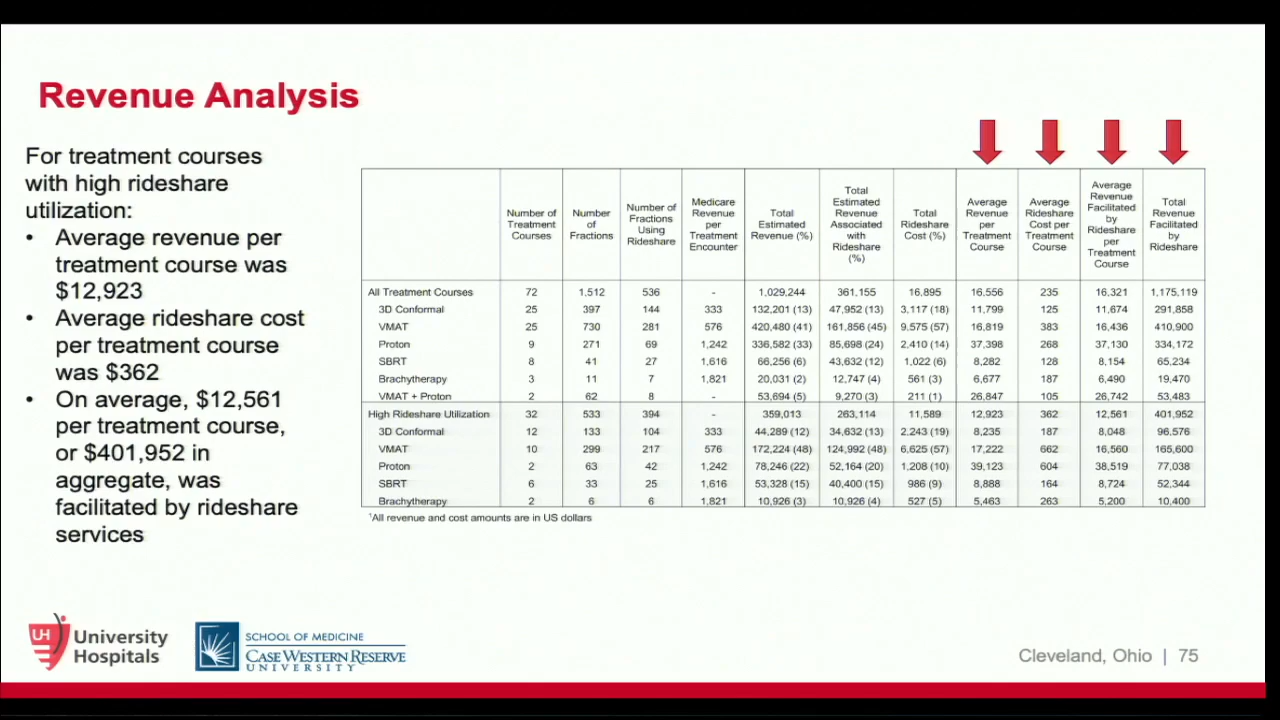 Revenue Analysis
For treatment courses
with high rideshare
utilization:
• Average revenue per
treatment course was
$12,923
• Average rideshare cost
per treatment course
was $362
• On average, $12,561
per treatment course,
or $401,952 in
aggregate, was
facilitated by rideshare
services
Number of Treatment Courses | Number of Fractions | Number of Fractions Using Rideshare | Medicare Revenue per Treatment Encounter | Total Estimated Revenue (%) | Total Estimated Revenue Associated with Rideshare (%) | Total Rideshare Cost (%) | Average Revenue per Treatment Course | Average Rideshare Cost per Treatment Course | Average Revenue Facilitated by Rideshare per Treatment Course | Total Revenue Facilitated by Rideshare
All Treatment Courses 72 1,512 536 - 1,029,244 361,155 16,895 16,556 235 16,321 1,175,119
3D Conformal 25 397 144 333 132,201 (13) 47,952 (13) 3,117 (18) 11,799 125 11,674 291,858
VMAT 25 730 281 576 420,480 (41) 161,856 (45) 9,575 (57) 16,819 383 16,436 410,900
Proton 9 271 69 1,242 336,582 (33) 85,698 (24) 2,410 (14) 37,398 268 37,130 334,172
SBRT 8 41 27 1,616 66,256 (6) 43,632 (12) 1,022 (6) 8,282 128 8,154 65,234
Brachytherapy 3 11 7 1,821 20,031 (2) 12,747 (4) 561 (3) 6,677 187 6,490 19,470
VMAT + Proton 2 62 8 - 53,694 (5) 9,270 (3) 211 (1) 26,847 105 26,742 53,483
High Rideshare Utilization 32 533 394 - 359,013 263,114 11,589 12,923 362 12,561 401,952
3D Conformal 12 133 104 333 44,289 (12) 34,632 (13) 2,243 (19) 8,235 187 8,048 96,576
VMAT 10 299 217 576 172,224 (48) 124,992 (48) 6,625 (57) 17,222 662 16,560 165,600
Proton 2 63 42 1,242 78,246 (22) 52,164 (20) 1,208 (10) 39,123 604 38,519 77,038
SBRT 6 33 25 1,616 53,328 (15) 40,400 (15) 986 (9) 8,888 164 8,724 52,344
Brachytherapy 2 6 6 1,821 10,926 (3) 10,926 (4) 527 (5) 5,463 263 5,200 10,400
¹All revenue and cost amounts are in US dollars
UH University
Hospitals
SCHOOL OF MEDICINE
CASE WESTERN RESERVE
UNIVERSITY
Cleveland, Ohio | 75